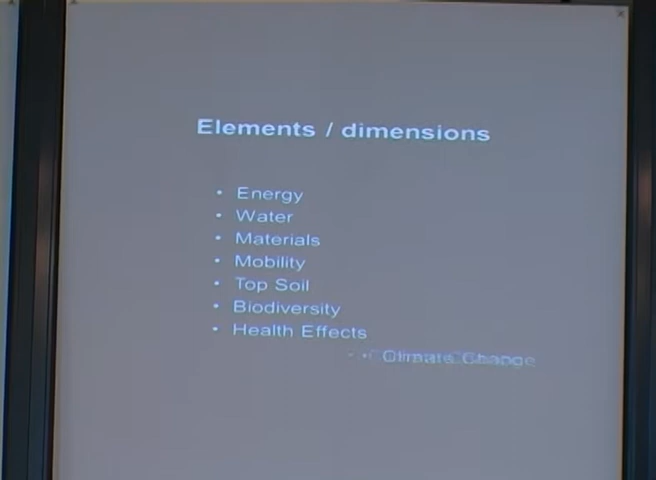 Elements / dimensions
• Energy
• Water
• Materials
• Mobility
• Top Soil
• Biodiversity
• Health Effects
• Climate Change